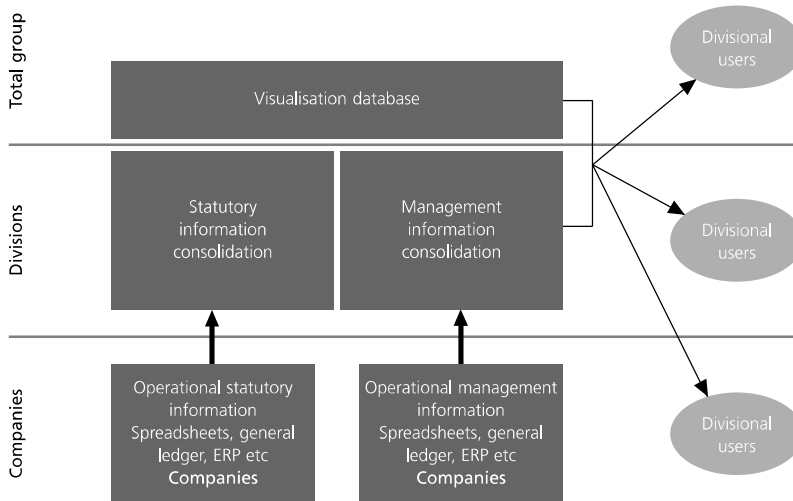 Total group
Visualisation database
Divisional
users
Divisions
Statutory
information
consolidation
Management
information
consolidation
Divisional
users
Companies
Operational statutory
information
Spreadsheets, general
ledger, ERP etc
Companies
Operational management
information
Spreadsheets, general
ledger, ERP etc
Companies
Divisional
users